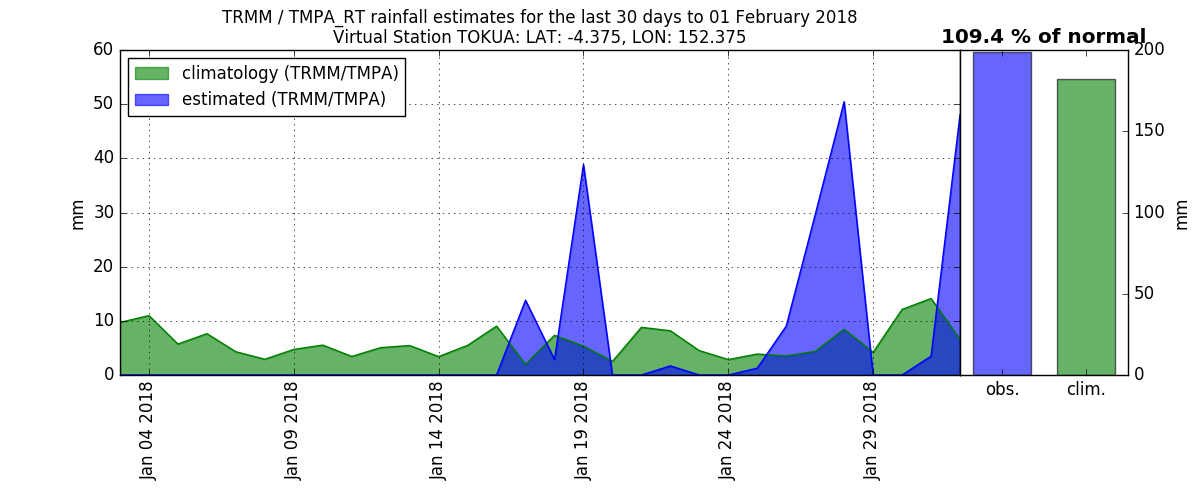 TRMM / TMPA_RT rainfall estimates for the last 30 days to 01 February 2018
Virtual Station TOKUA: LAT: -4.375, LON: 152.375
109.4 % of normal
climatology (TRMM/TMPA)
estimated (TRMM/TMPA)
60
50
40
30
20
10
0
mm
Jan 04 2018
Jan 09 2018
Jan 14 2018
Jan 19 2018
Jan 24 2018
Jan 29 2018
obs.
clim.
200
150
100
50
0
mm